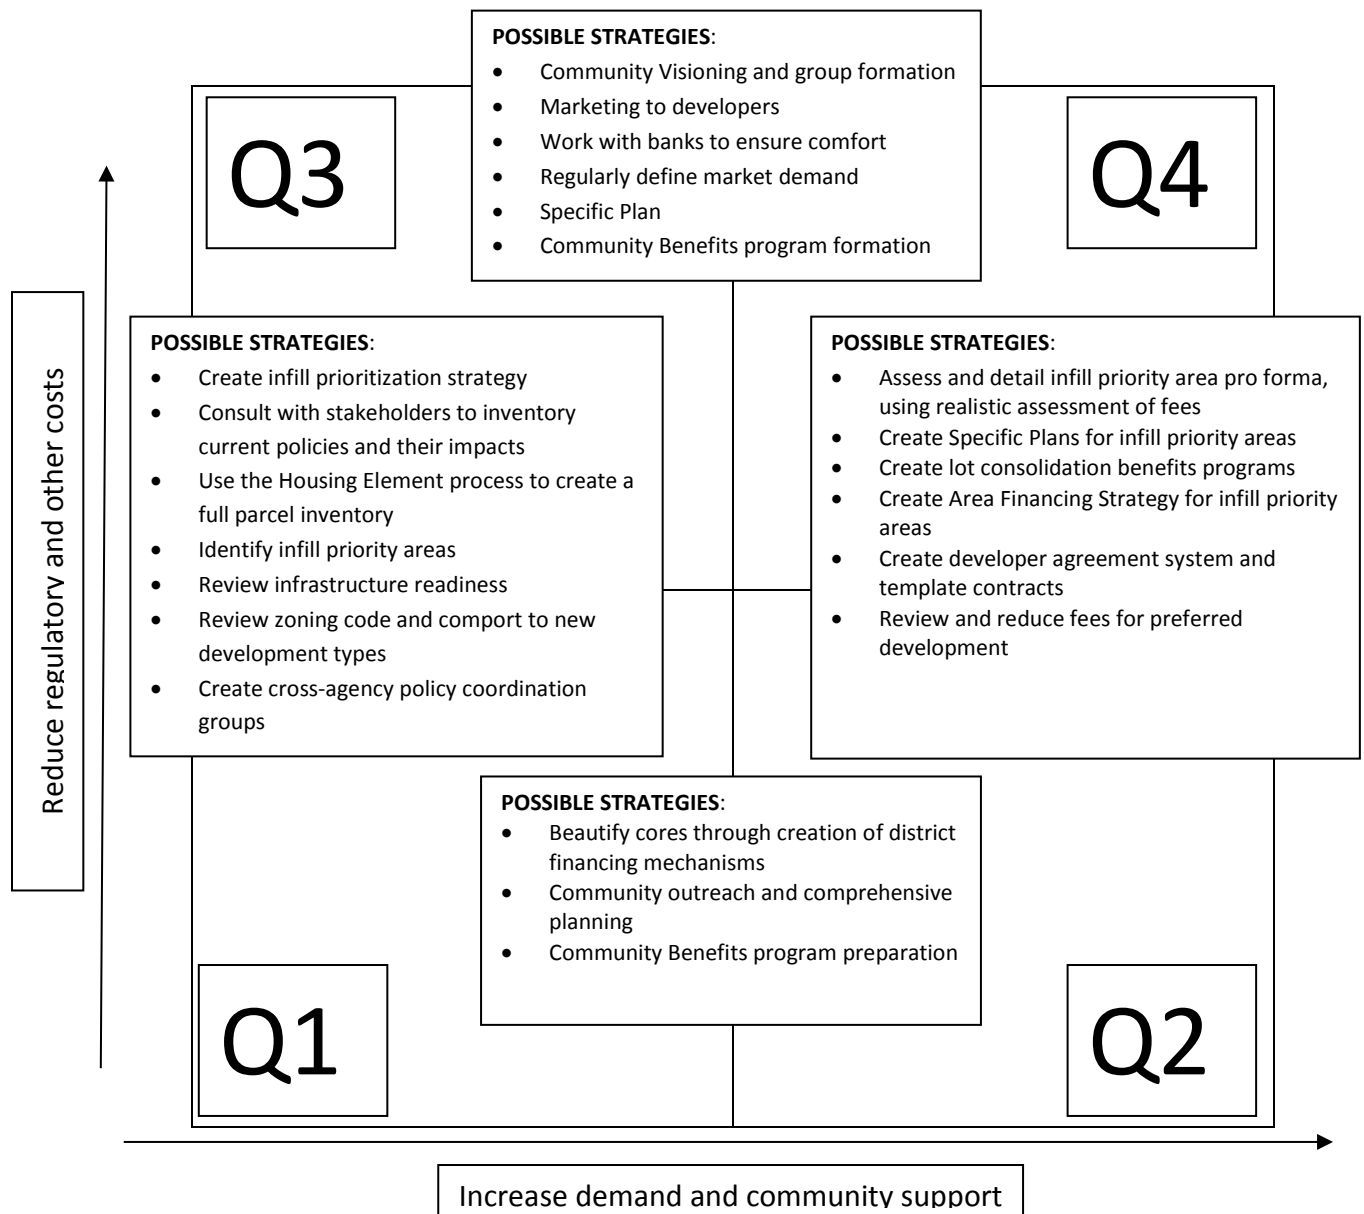 POSSIBLE STRATEGIES:
• Community Visioning and group formation
• Marketing to developers
• Work with banks to ensure comfort
• Regularly define market demand
• Specific Plan
• Community Benefits program formation
Q3
Q4
Reduce regulatory and other costs
POSSIBLE STRATEGIES:
• Create infill prioritization strategy
• Consult with stakeholders to inventory
current policies and their impacts
• Use the Housing Element process to create a
full parcel inventory
• Identify infill priority areas
• Review infrastructure readiness
• Review zoning code and comport to new
development types
• Create cross-agency policy coordination
groups
POSSIBLE STRATEGIES:
• Assess and detail infill priority area pro forma,
using realistic assessment of fees
• Create Specific Plans for infill priority areas
• Create lot consolidation benefits programs
• Create Area Financing Strategy for infill priority
areas
• Create developer agreement system and
template contracts
• Review and reduce fees for preferred
development
POSSIBLE STRATEGIES:
• Beautify cores through creation of district
financing mechanisms
• Community outreach and comprehensive
planning
• Community Benefits program preparation
Q1
Q2
Increase demand and community support